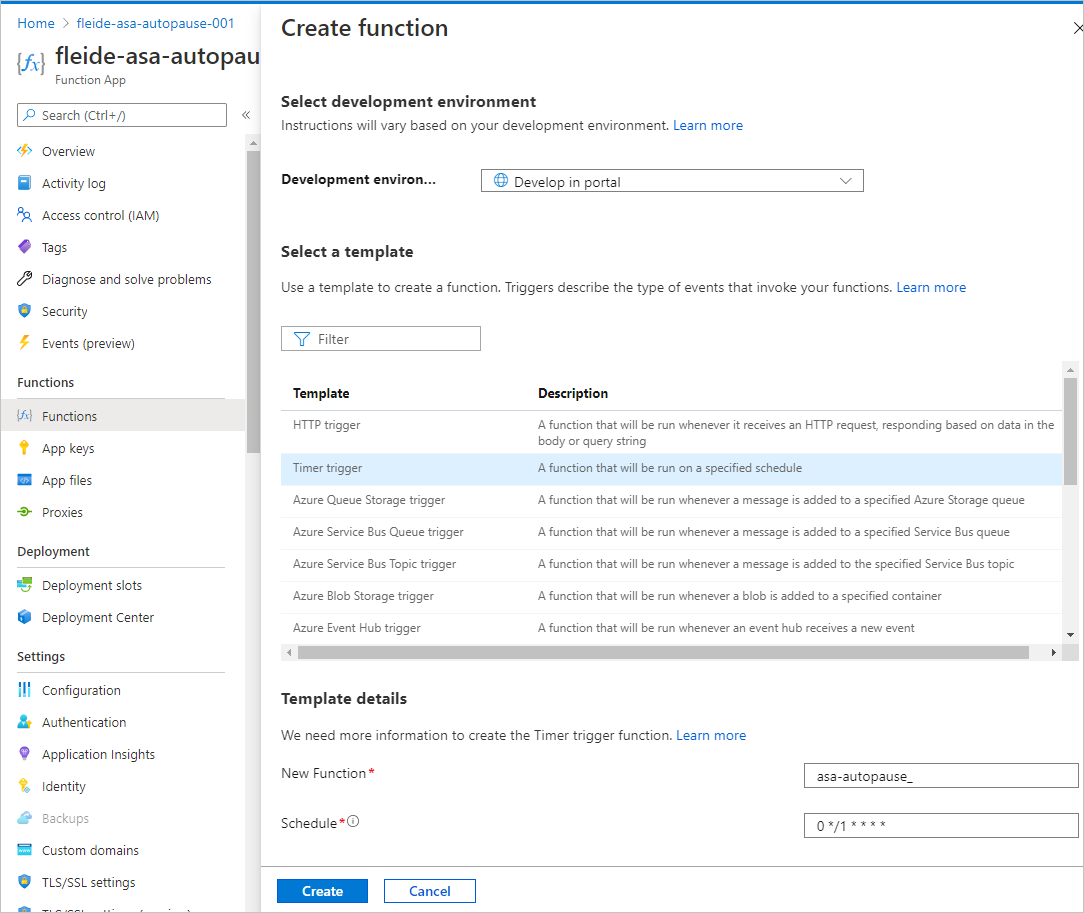 Home > fleide-asa-autopause-001
fleide-asa-autopau
Function App
Search (Ctrl+/)
«
Overview
Activity log
Access control (IAM)
Tags
Diagnose and solve problems
Security
Events (preview)
Functions
Functions
App keys
App files
Proxies
Deployment
Deployment slots
Deployment Center
Settings
Configuration
Authentication
Application Insights
Identity
Backups
Custom domains
TLS/SSL settings
Create function
Select development environment
Instructions will vary based on your development environment. Learn more
Development environ...
Develop in portal
Select a template
Use a template to create a function. Triggers describe the type of events that invoke your functions. Learn more
Filter
Template Description
HTTP trigger A function that will be run whenever it receives an HTTP request, responding based on data in the
body or query string
Timer trigger A function that will be run on a specified schedule
Azure Queue Storage trigger A function that will be run whenever a message is added to a specified Azure Storage queue
Azure Service Bus Queue trigger A function that will be run whenever a message is added to a specified Service Bus queue
Azure Service Bus Topic trigger A function that will be run whenever a message is added to the specified Service Bus topic
Azure Blob Storage trigger A function that will be run whenever a blob is added to a specified container
Azure Event Hub trigger A function that will be run whenever an event hub receives a new event
Template details
We need more information to create the Timer trigger function. Learn more
New Function*
asa-autopause_
Schedule*
0 */1 * * * *
Create
Cancel